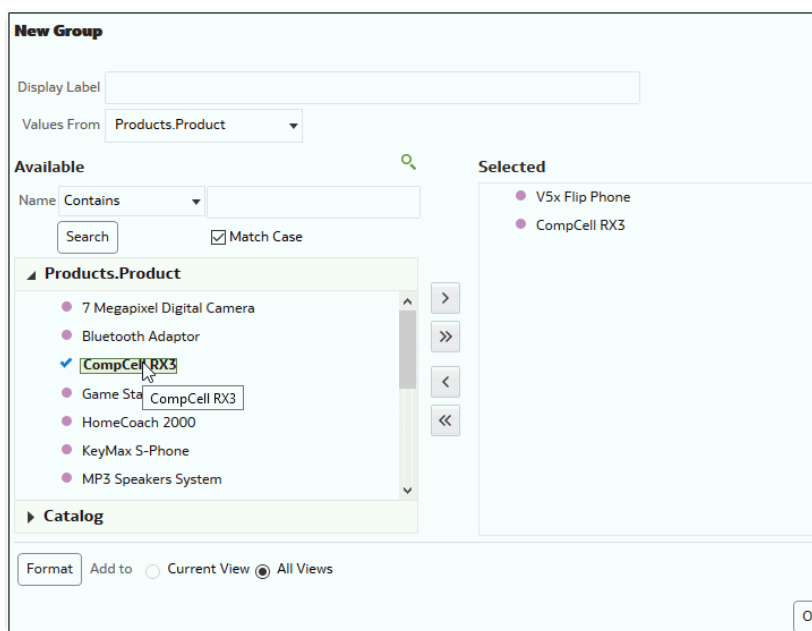 New Group
Display Label
Values From Products.Product
Available
Selected
Name Contains
Search Match Case
Products.Product
7 Megapixel Digital Camera
Bluetooth Adaptor
CompCell RX3
Game Sta
CompCell RX3
HomeCoach 2000
KeyMax S-Phone
MP3 Speakers System
Catalog
V5x Flip Phone
CompCell RX3
Format Add to Current View All Views
O